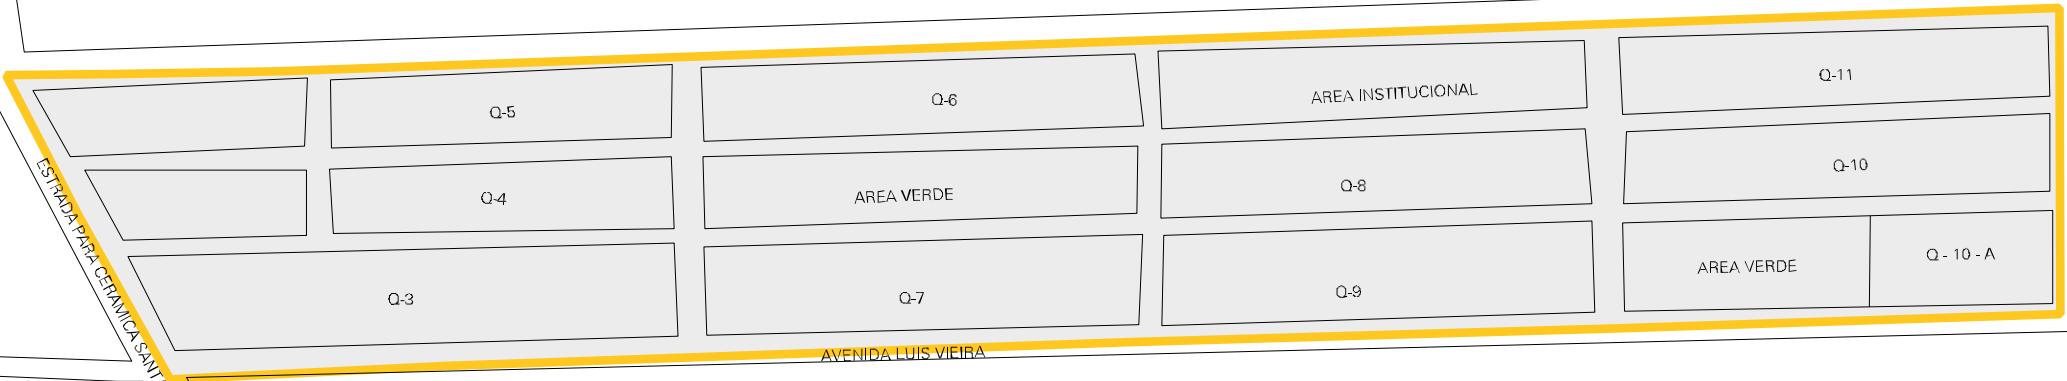 Q-11
Q-6
Q-5
AREA INSTITUCIONAL
Q-10
Q-8
AREA VERDE
Q-4
Q - 10 - A
AREA VERDE
Q-9
Q-7
Q-3
ESTRADA PARA CERAMICA SANT
AVENIDA LUIS VIEIRA